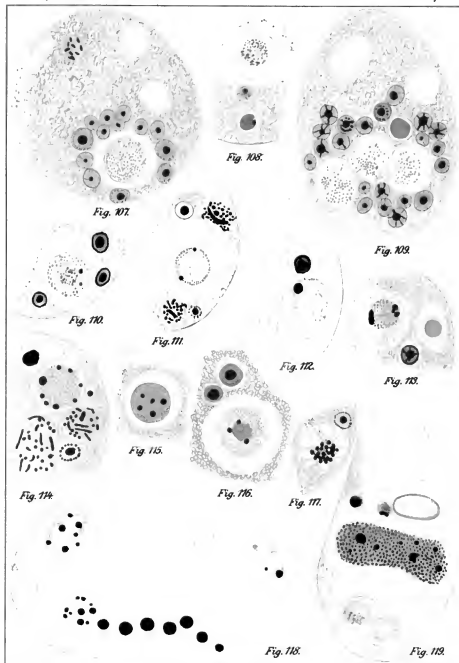 Fig. 107.
Fig. 108.
Fig. 109.
Fig. 110.
Fig. 111.
Fig. 112.
Fig. 113.
Fig. 114.
Fig. 115.
Fig. 116.
Fig. 117.
Fig. 118.
Fig. 119.